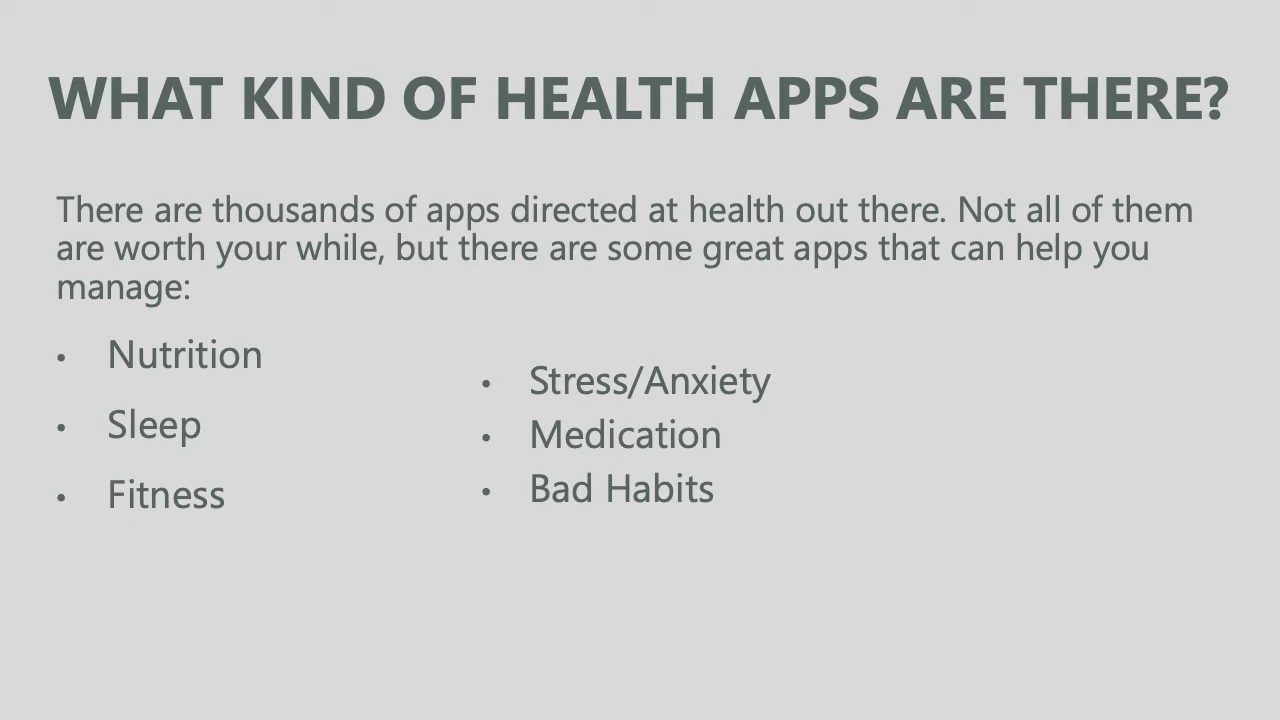 WHAT KIND OF HEALTH APPS ARE THERE?
There are thousands of apps directed at health out there. Not all of them
are worth your while, but there are some great apps that can help you
manage:
• Nutrition
• Sleep
• Fitness
• Stress/Anxiety
• Medication
• Bad Habits